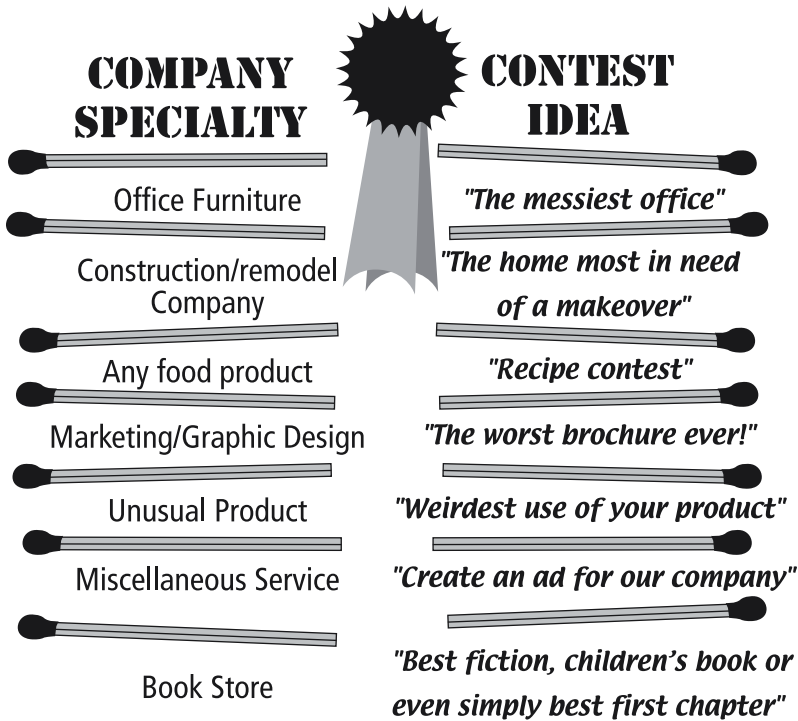 COMPANY
SPECIALTY
CONTEST
IDEA
Office Furniture
"The messiest office"
Construction/remodel
Company
"The home most in need
of a makeover"
Any food product
"Recipe contest"
Marketing/Graphic Design
"The worst brochure ever!"
Unusual Product
"Weirdest use of your product"
Miscellaneous Service
"Create an ad for our company"
Book Store
"Best fiction, children's book or
even simply best first chapter"